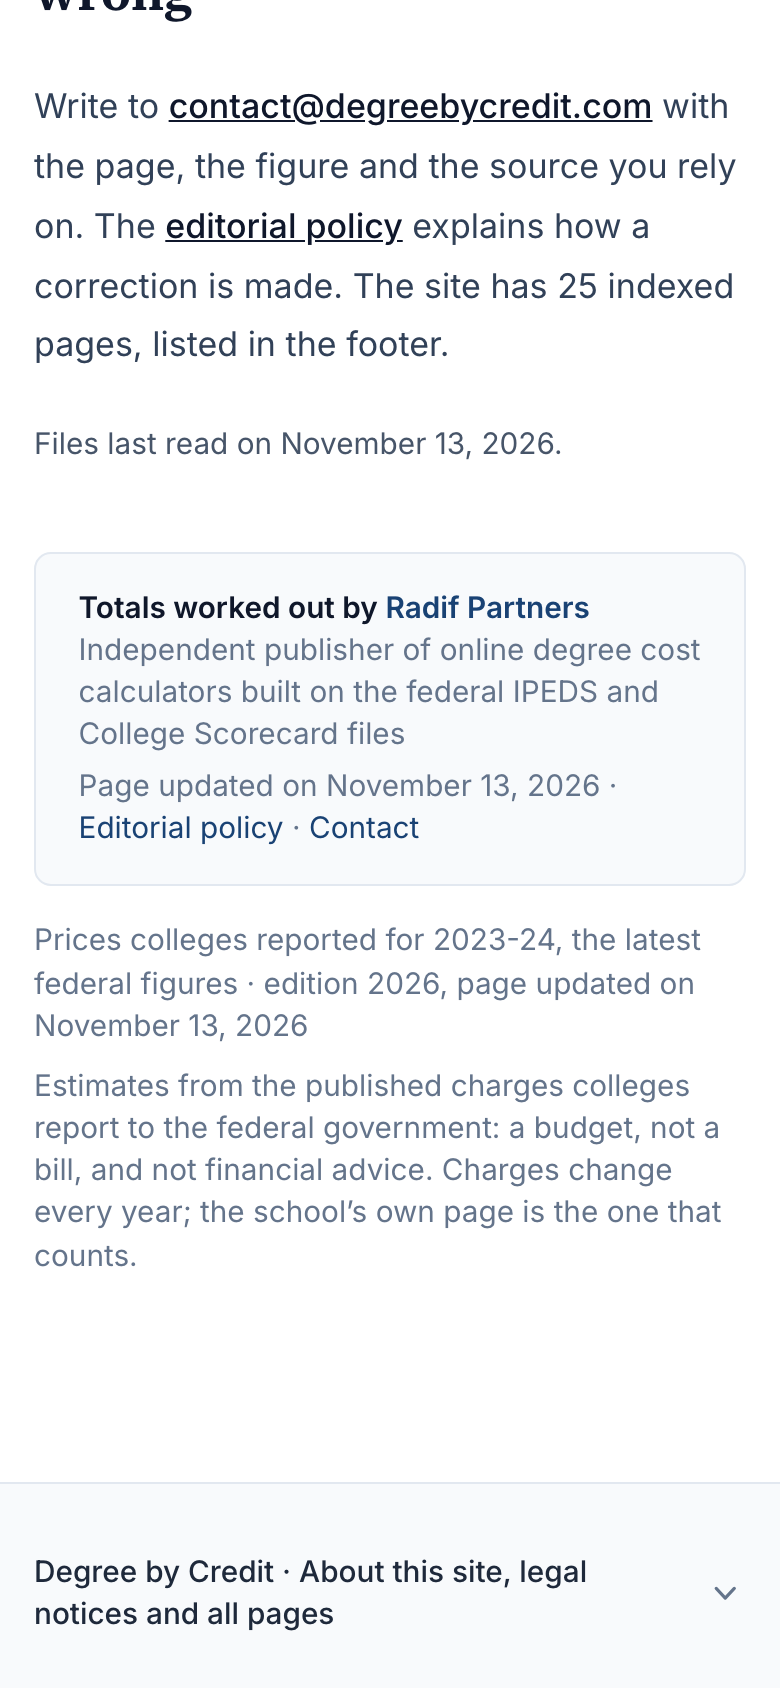 wrong
Write to contact@degreebycredit.com with
the page, the figure and the source you rely
on. The editorial policy explains how a
correction is made. The site has 25 indexed
pages, listed in the footer.
Files last read on November 13, 2026.
Totals worked out by Radif Partners
Independent publisher of online degree cost
calculators built on the federal IPEDS and
College Scorecard files
Page updated on November 13, 2026 ·
Editorial policy · Contact
Prices colleges reported for 2023-24, the latest
federal figures · edition 2026, page updated on
November 13, 2026
Estimates from the published charges colleges
report to the federal government: a budget, not a
bill, and not financial advice. Charges change
every year; the school’s own page is the one that
counts.
Degree by Credit · About this site, legal
notices and all pages